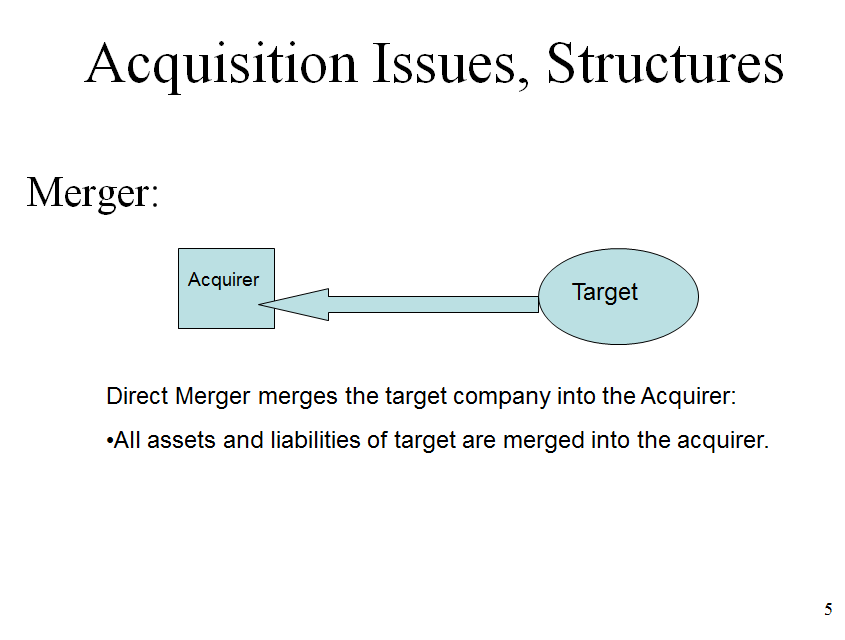 Acquisition Issues, Structures
Merger:
Acquirer
Target
Direct Merger merges the target company into the Acquirer:
•All assets and liabilities of target are merged into the acquirer.
5